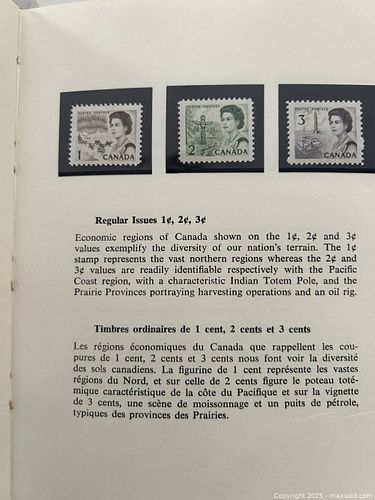 POSTES POSTAGE
1
CANADA
POSTES POSTAGE
2
CANADA
POSTES POSTAGE
3
CANADA
Regular Issues 1¢, 2¢, 3¢
Economic regions of Canada shown on the 1¢, 2¢ and 3¢
values exemplify the diversity of our nation's terrain. The 1¢
stamp represents the vast northern regions whereas the 2¢ and
3¢ values are readily identifiable respectively with the Pacific
Coast region, with a characteristic Indian Totem Pole, and the
Prairie Provinces portraying harvesting operations and an oil rig.
Timbres ordinaires de 1 cent, 2 cents et 3 cents
Les régions économiques du Canada que rappellent les cou-
pures de 1 cent, 2 cents et 3 cents nous font voir la diversité
des sols canadiens. La figurine de 1 cent représente les vastes
régions du Nord, et sur celle de 2 cents figure le poteau toté-
mique caractéristique de la côte du Pacifique et sur la vignette
de 3 cents, une scène de moissonnage et un puits de pétrole,
typiques des provinces des Prairies.
Copyright 2025 - maxsold.com